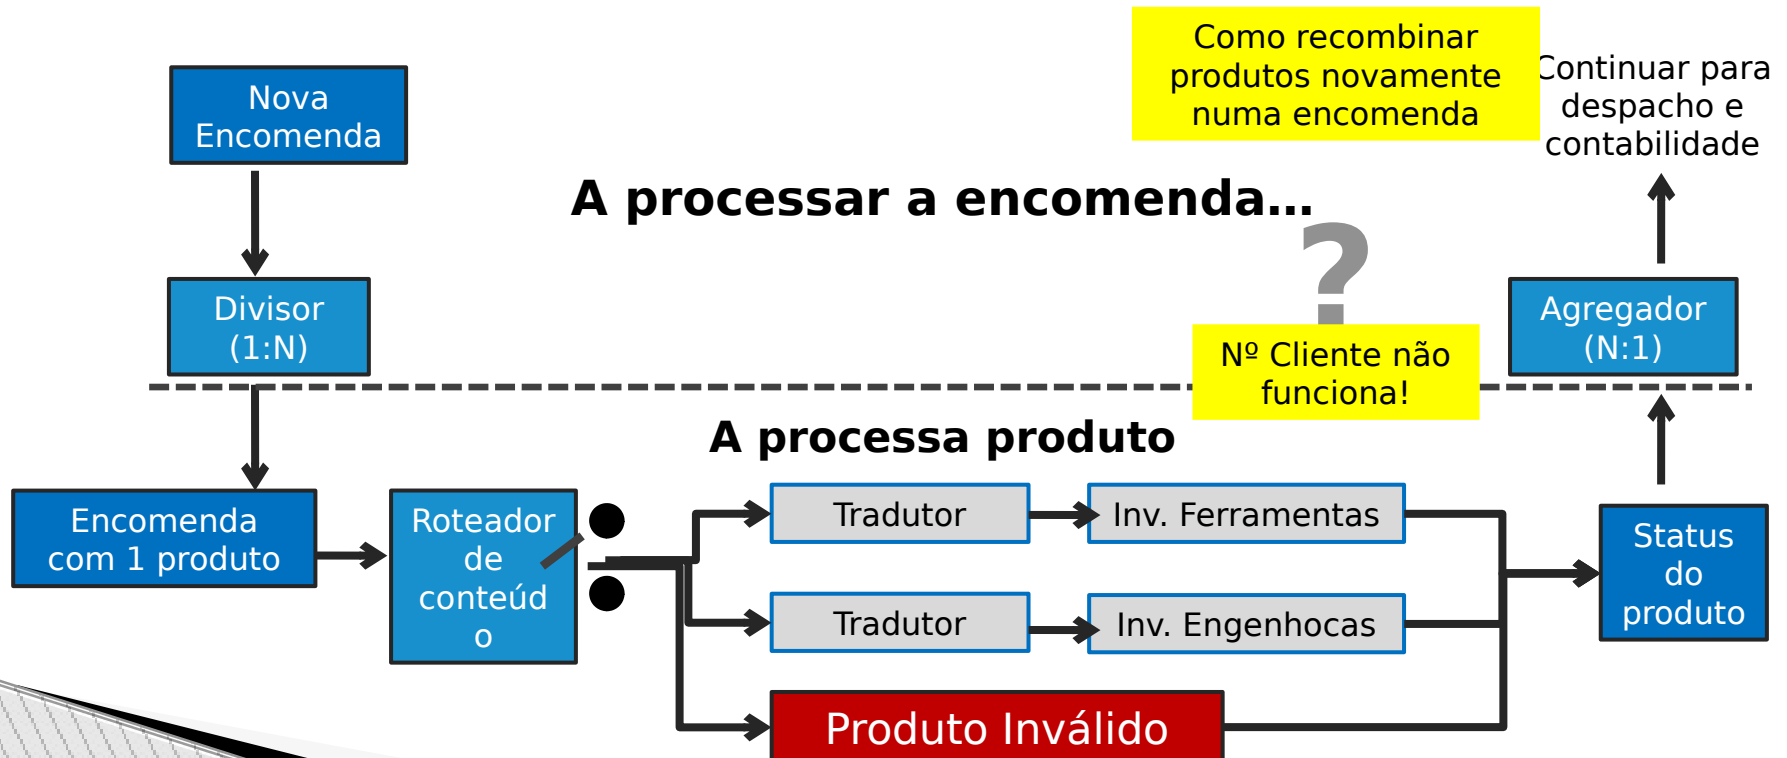 Como recombinar
produtos novamente
numa encomenda
Continuar para
despacho e
contabilidade
Nova
Encomenda
A processar a encomenda...
?
Divisor
(1:N)
Agregador
(N:1)
Nº Cliente não
funciona!
A processa produto
Encomenda
com 1 produto
Roteador
de
conteúd
o
Tradutor
Inv. Ferramentas
Status
do
produto
Tradutor
Inv. Engenhocas
Produto Inválido